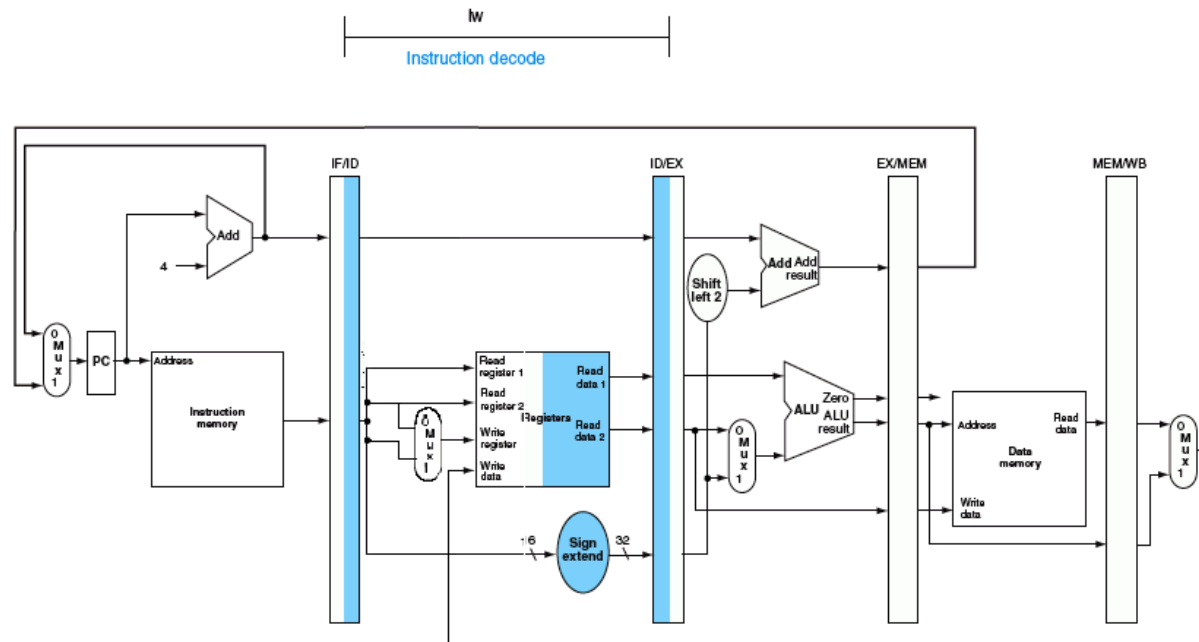 lw
Instruction decode
IF/ID
ID/EX
EX/MEM
MEM/WB
Add
4
Shift
left 2
Add Add
result
0
M
u
x
1
PC
Address
Instruction
memory
Read
register 1
Read
register 2
Write
register
Write
data
Registers
Read
data 1
Read
data 2
0
M
u
x
1
16
Sign
extend
32
0
M
u
x
1
Zero
ALU ALU
result
Address
Write
data
Read
data
Data
memory
0
M
u
x
1